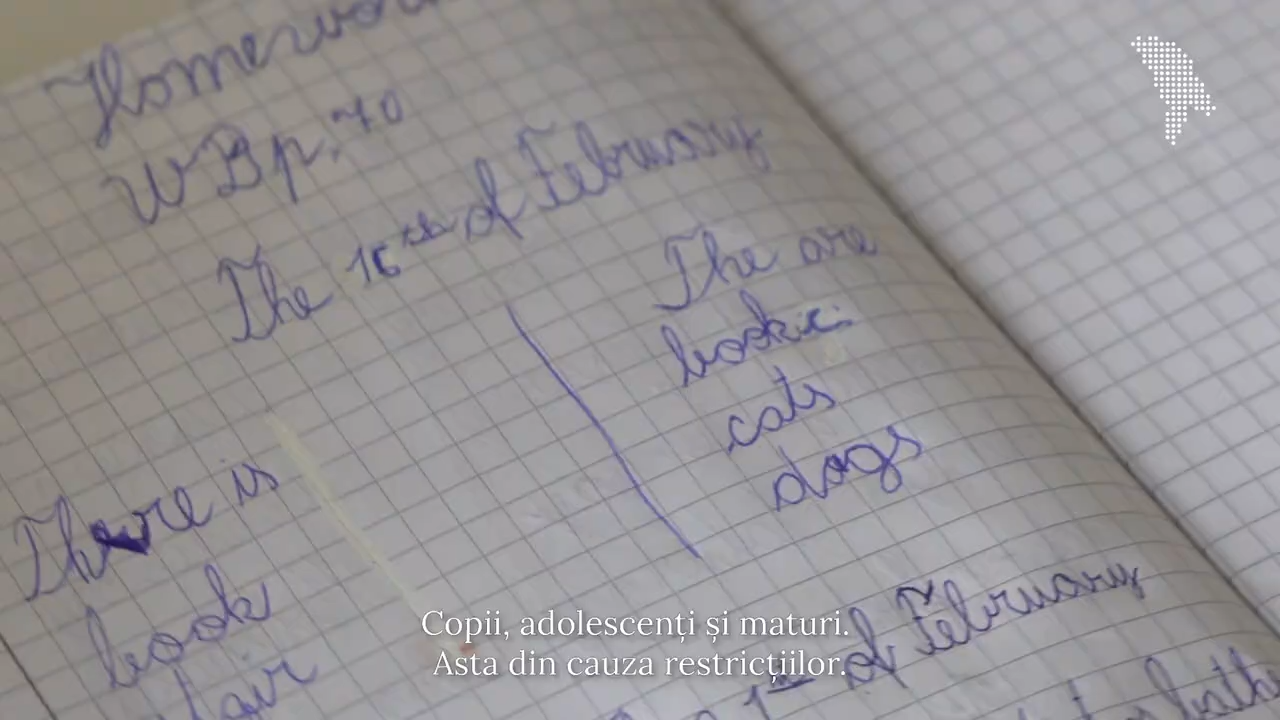 Homework
WB p. 70
The 16th of February
There is
book
The are
books
cats
dogs
1st of February
Copii, adolescenți și maturi.
Asta din cauza restricțiilor.